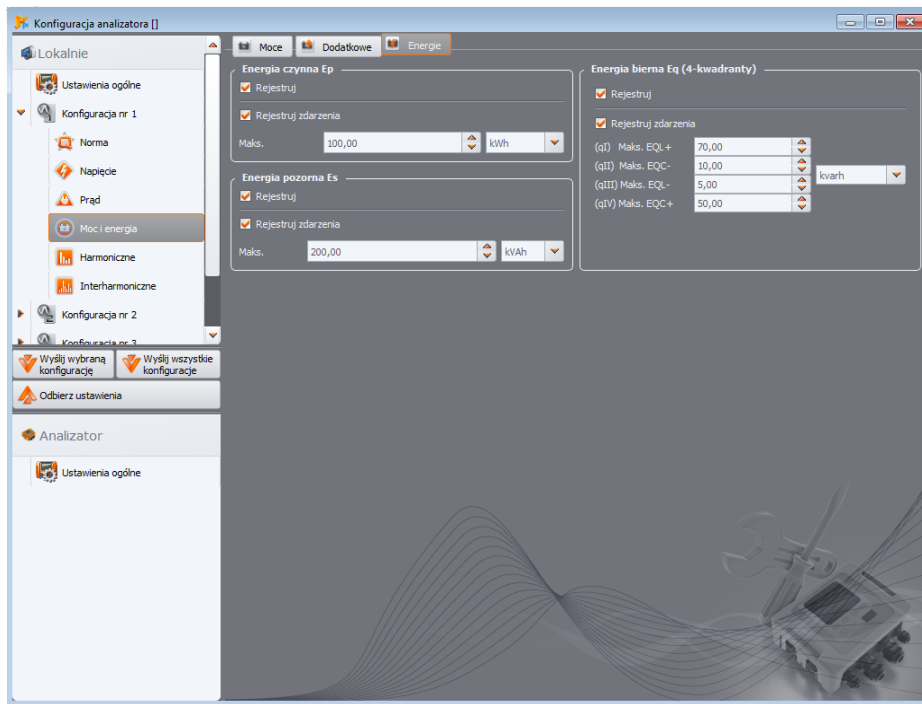 Konfiguracja analizatora []
Lokalnie
Ustawienia ogólne
Konfiguracja nr 1
Norma
Napięcie
Prąd
Moc i energia
Harmoniczne
Interharmoniczne
Konfiguracja nr 2
Konfiguracja nr 3
Wyślij wybraną konfigurację
Wyślij wszystkie konfiguracje
Odbierz ustawienia
Analizator
Ustawienia ogólne
Moce Dodatkowe Energie
Energia czynna Ep
Rejestruj
Rejestruj zdarzenia
Maks. 100,00 kWh
Energia pozorna Es
Rejestruj
Rejestruj zdarzenia
Maks. 200,00 kVAh
Energia bierna Eq (4-kwadranty)
Rejestruj
Rejestruj zdarzenia
(qI) Maks. EQL+ 70,00
(qII) Maks. EQC- 10,00
(qIII) Maks. EQL- 5,00
(qIV) Maks. EQC+ 50,00
kvarh